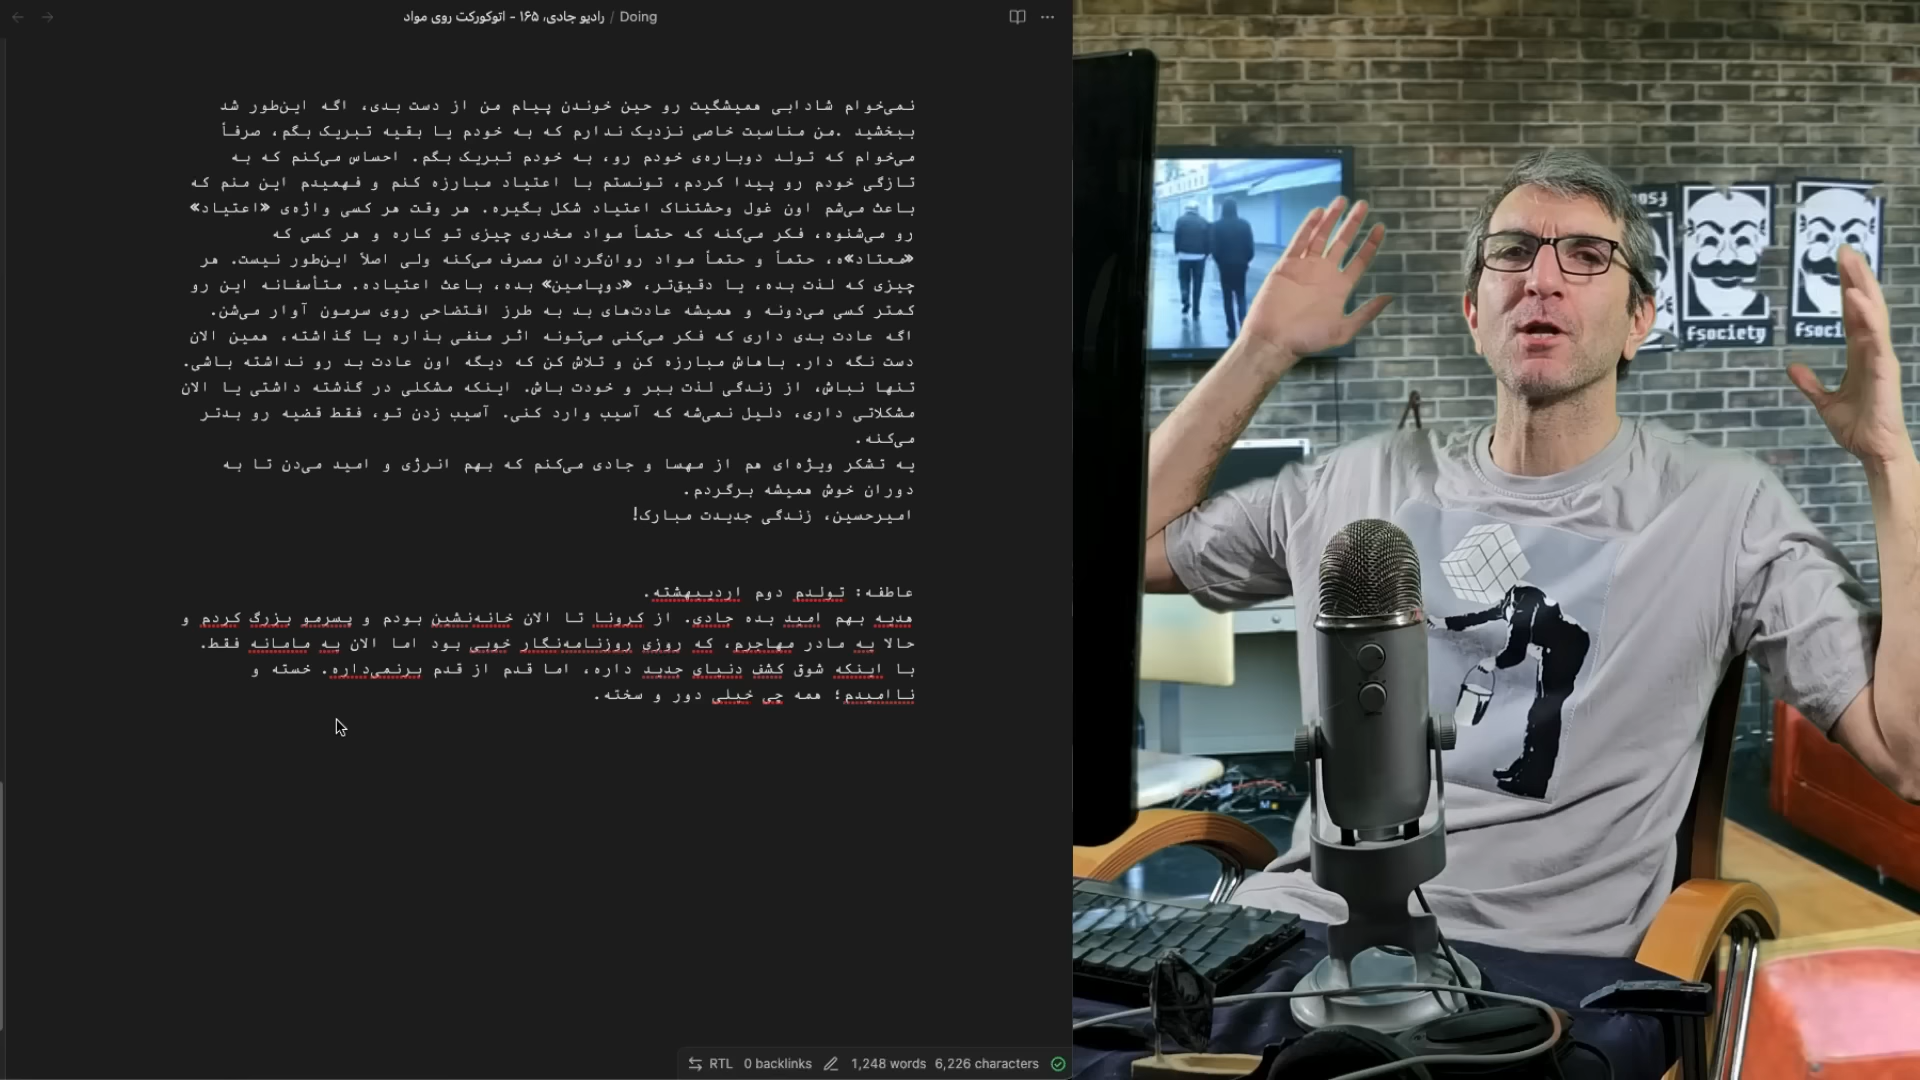 Doing / رادیو جادی، ۱۶۵ - اتوکورکت روی مواد
نمی‌خوام شادابی همیشگیت رو حین خوندن پیام من از دست بدی، اگه این‌طور شد
ببخشید .من مناسبت خاصی نزدیک ندارم که به خودم یا بقیه تبریک بگم، صرفاً
می‌خوام که تولد دوباره‌ی خودم رو، به خودم تبریک بگم. احساس می‌کنم که به
تازگی خودم رو پیدا کردم، تونستم با اعتیاد مبارزه کنم و فهمیدم این منم که
باعث می‌شم اون غول وحشتناک اعتیاد شکل بگیره. هر وقت هر کسی واژه‌ی «اعتیاد»
رو می‌شنوه، فکر می‌کنه که حتماً مواد مخدری چیزی تو کاره و هر کسی که
«معتاد»ه، حتماً و حتماً مواد روان‌گردان مصرف می‌کنه ولی اصلاً این‌طور نیست. هر
چیزی که لذت بده، یا دقیق‌تر، «دوپامین» بده، باعث اعتیاده. متأسفانه این رو
کمتر کسی می‌دونه و همیشه عادت‌های بد به طرز افتضاحی روی سرمون آوار می‌شن.
اگه عادت بدی داری که فکر می‌کنی می‌تونه اثر منفی بذاره یا گذاشته، همین الان
دست نگه دار. باهاش مبارزه کن و تلاش کن که دیگه اون عادت بد رو نداشته باشی.
تنها نباش، از زندگی لذت ببر و خودت باش. اینکه مشکلی در گذشته داشتی یا الان
مشکلاتی داری، دلیل نمی‌شه که آسیب وارد کنی. آسیب زدن تو، فقط قضیه رو بدتر
می‌کنه.
یه تشکر ویژه‌ای هم از مهسا و جادی می‌کنم که بهم انرژی و امید می‌دن تا به
دوران خوش همیشه برگردم.
امیرحسین، زندگی جدیدت مبارک!
عاطفه: تولدم دوم اردیبهشته.
هدیه بهم امید بده جادی. از کرونا تا الان خانه‌نشین بودم و پسرمو بزرگ کردم و
حالا یه مادر مهاجرم، که روزی روزنامه‌نگار خوبی بود اما الان یه مامانه فقط.
با اینکه شوق کشف دنیای جدید داره، اما قدم از قدم برنمی‌داره. خسته و
ناامیدم؛ همه چی خیلی دور و سخته.
RTL 0 backlinks 1,248 words 6,226 characters
fsociety